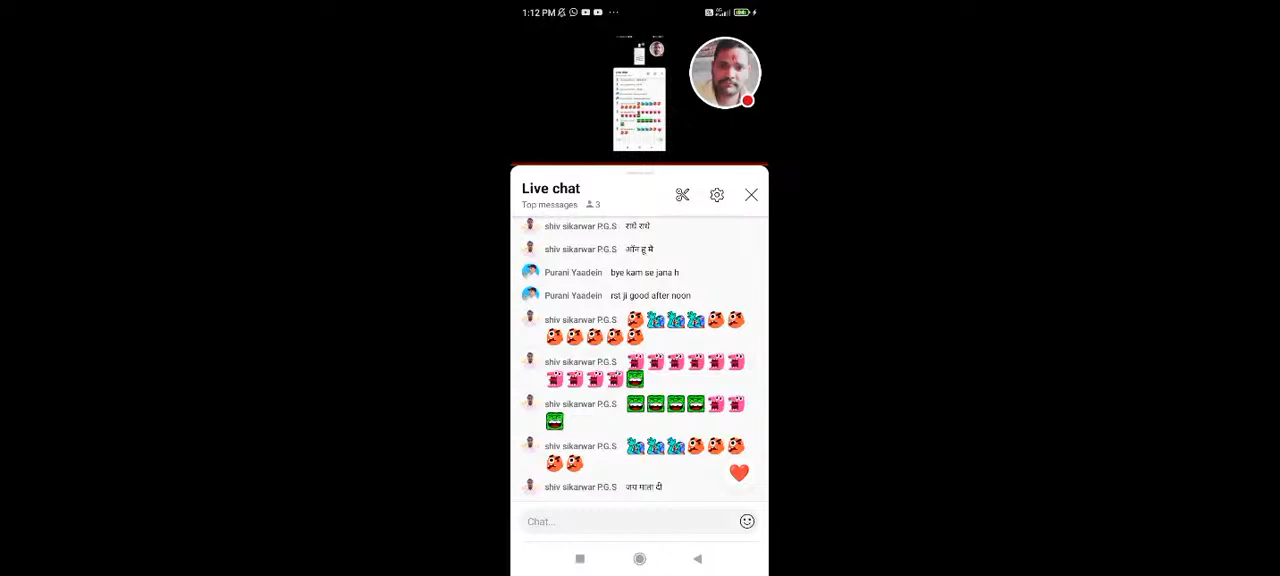 1:12 PM
Live chat
Top messages 3
shiv sikarwar P.G.S राधे राधे
shiv sikarwar P.G.S ऑन हू मै
Purani Yaadein bye kam se jana h
Purani Yaadein rst ji good after noon
shiv sikarwar P.G.S
shiv sikarwar P.G.S
shiv sikarwar P.G.S
shiv sikarwar P.G.S
shiv sikarwar P.G.S जय माता दी
Chat...